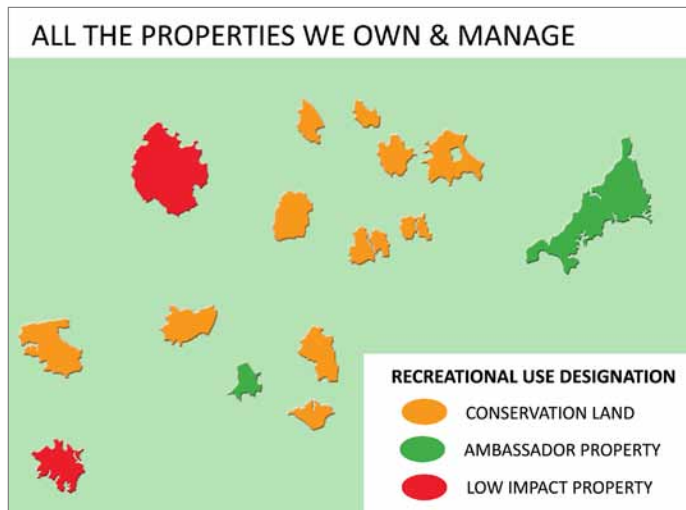 ALL THE PROPERTIES WE OWN & MANAGE
RECREATIONAL USE DESIGNATION
CONSERVATION LAND
AMBASSADOR PROPERTY
LOW IMPACT PROPERTY